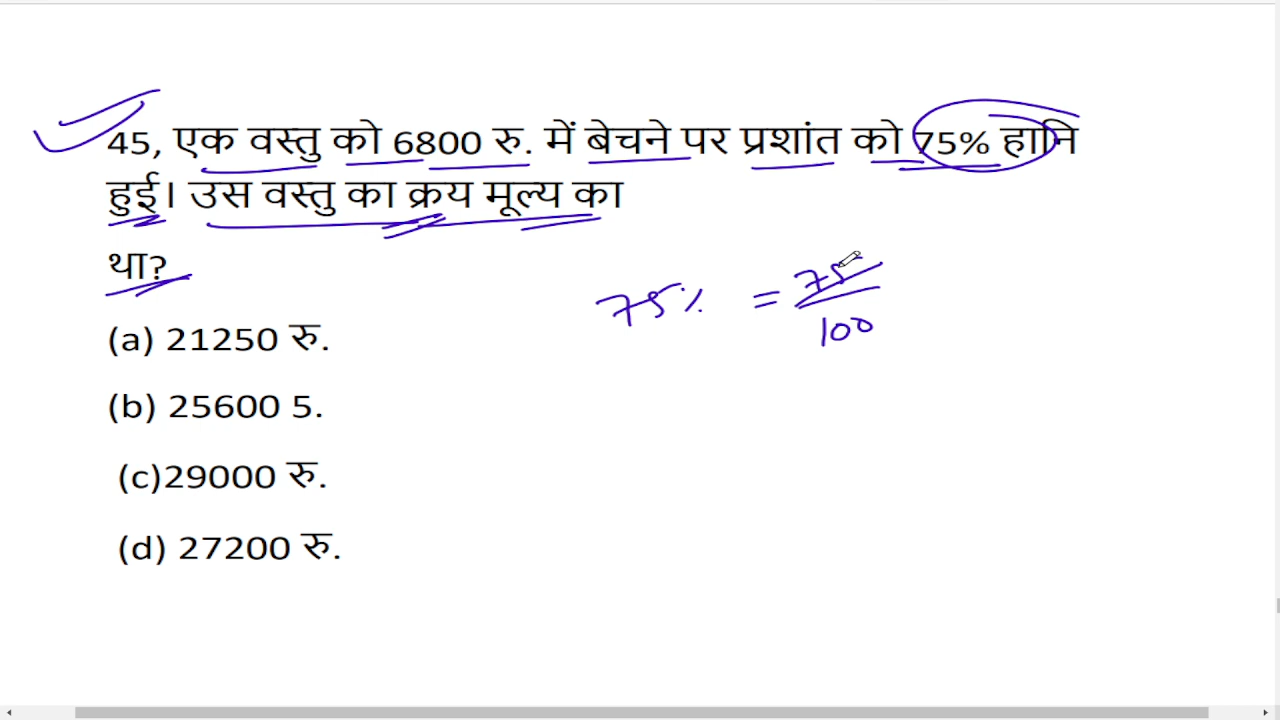 45, एक वस्तु को 6800 रु. में बेचने पर प्रशांत को 75% हानि
हुई। उस वस्तु का क्रय मूल्य का
था?
75% = 75/100
(a) 21250 रु.
(b) 25600 5.
(c)29000 रु.
(d) 27200 रु.